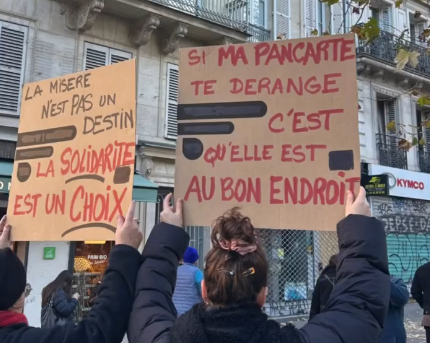 LA MISERE
N'EST PAS UN
DESTIN
LA SOLIDARITE
EST UN CHOIX
SI MA PANCARTE
TE DERANGE
C'EST
QU'ELLE EST
AU BON ENDROIT
KYMCO